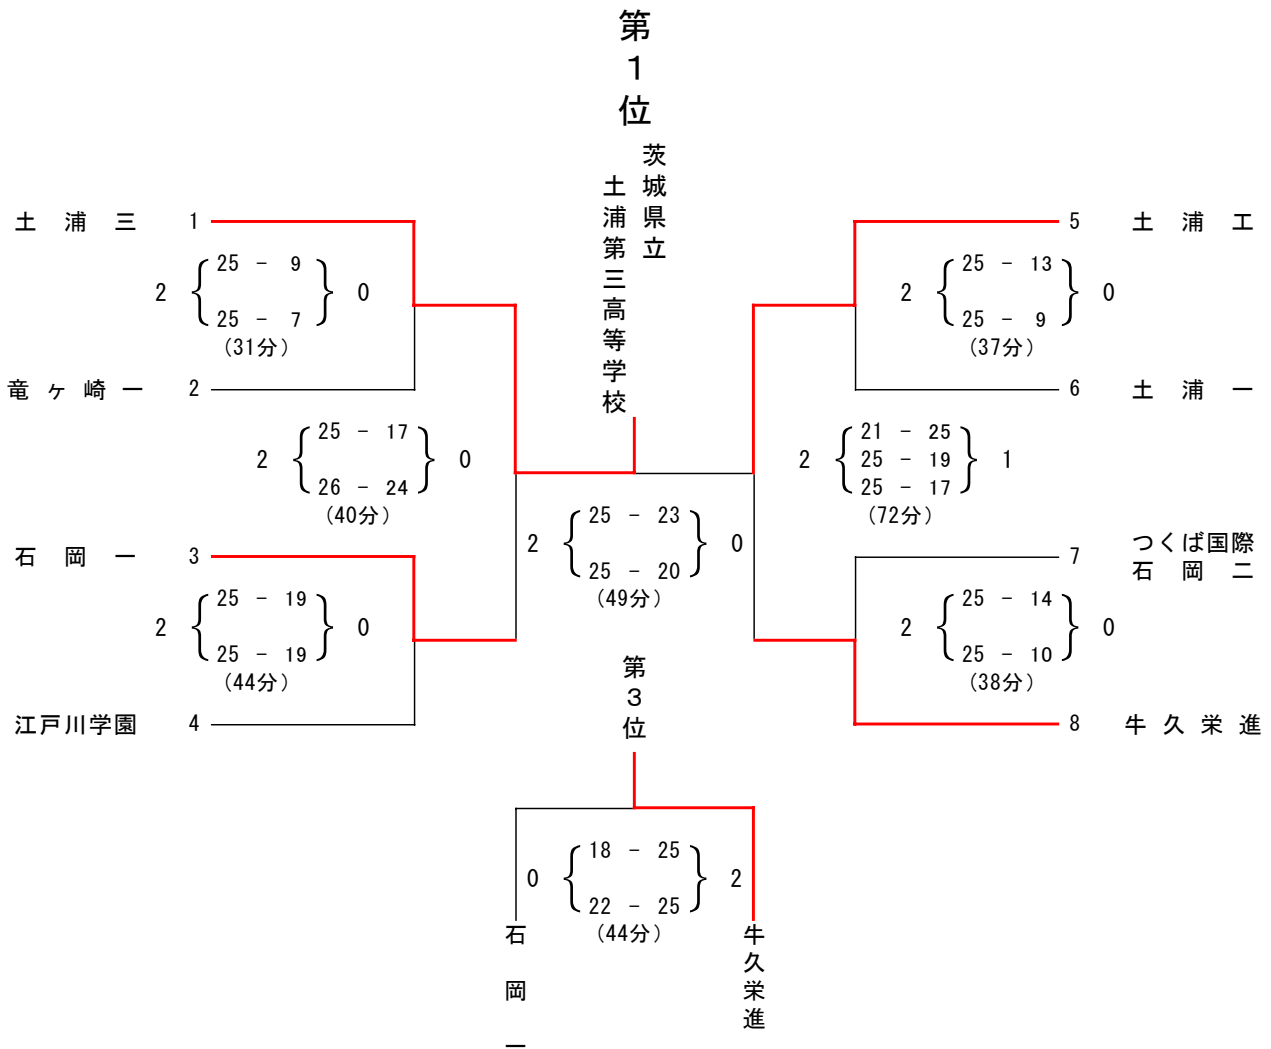 第1位
茨城県立
土浦第三高等学校
土浦三 1
2 25 - 9 0
25 - 7
(31分)
竜ヶ崎一 2
2 25 - 17 0
26 - 24
(40分)
石岡一 3
2 25 - 19 0
25 - 19
(44分)
江戸川学園 4
5 土浦工
2 25 - 13 0
25 - 9
(37分)
6 土浦一
2 21 - 25 1
25 - 19
25 - 17
(72分)
7 つくば国際
石岡二
2 25 - 14 0
25 - 10
(38分)
8 牛久栄進
2 25 - 23 0
25 - 20
(49分)
第3位
0 18 - 25 2
22 - 25
(44分)
石岡一
牛久栄進